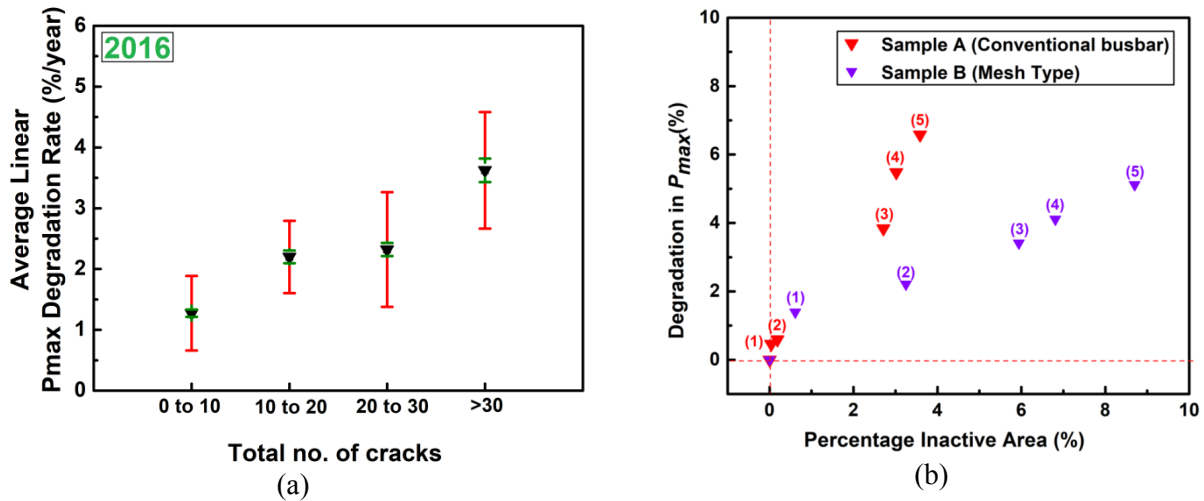 2016
Average Linear
Pmax Degradation Rate (%/year)
6
5
4
3
2
1
0
0 to 10
10 to 20
20 to 30
>30
Total no. of cracks
(a)
Sample A (Conventional busbar)
Sample B (Mesh Type)
Degradation in Pmax(%)
10
8
6
4
2
0
(5)
(4)
(3)
(2)
(1)
(5)
(4)
(3)
(2)
(1)
0
2
4
6
8
10
Percentage Inactive Area (%)
(b)